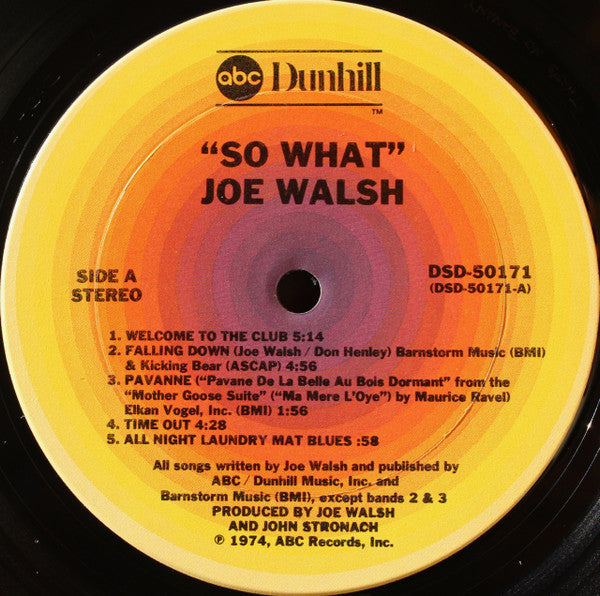 abc Dunhill
™
“SO WHAT”
JOE WALSH
SIDE A
STEREO
DSD-50171
(DSD-50171-A)
1. WELCOME TO THE CLUB 5:14
2. FALLING DOWN (Joe Walsh / Don Henley) Barnstorm Music (BMI)
& Kicking Bear (ASCAP) 4:56
3. PAVANNE (“Pavane De La Belle Au Bois Dormant” from the
“Mother Goose Suite” (“Ma Mere L'Oye”) by Maurice Ravel)
Elkan Vogel, Inc. (BMI) 1:56
4. TIME OUT 4:28
5. ALL NIGHT LAUNDRY MAT BLUES :58
All songs written by Joe Walsh and published by
ABC / Dunhill Music, Inc. and
Barnstorm Music (BMI), except bands 2 & 3
PRODUCED BY JOE WALSH
AND JOHN STRONACH
℗ 1974, ABC Records, Inc.